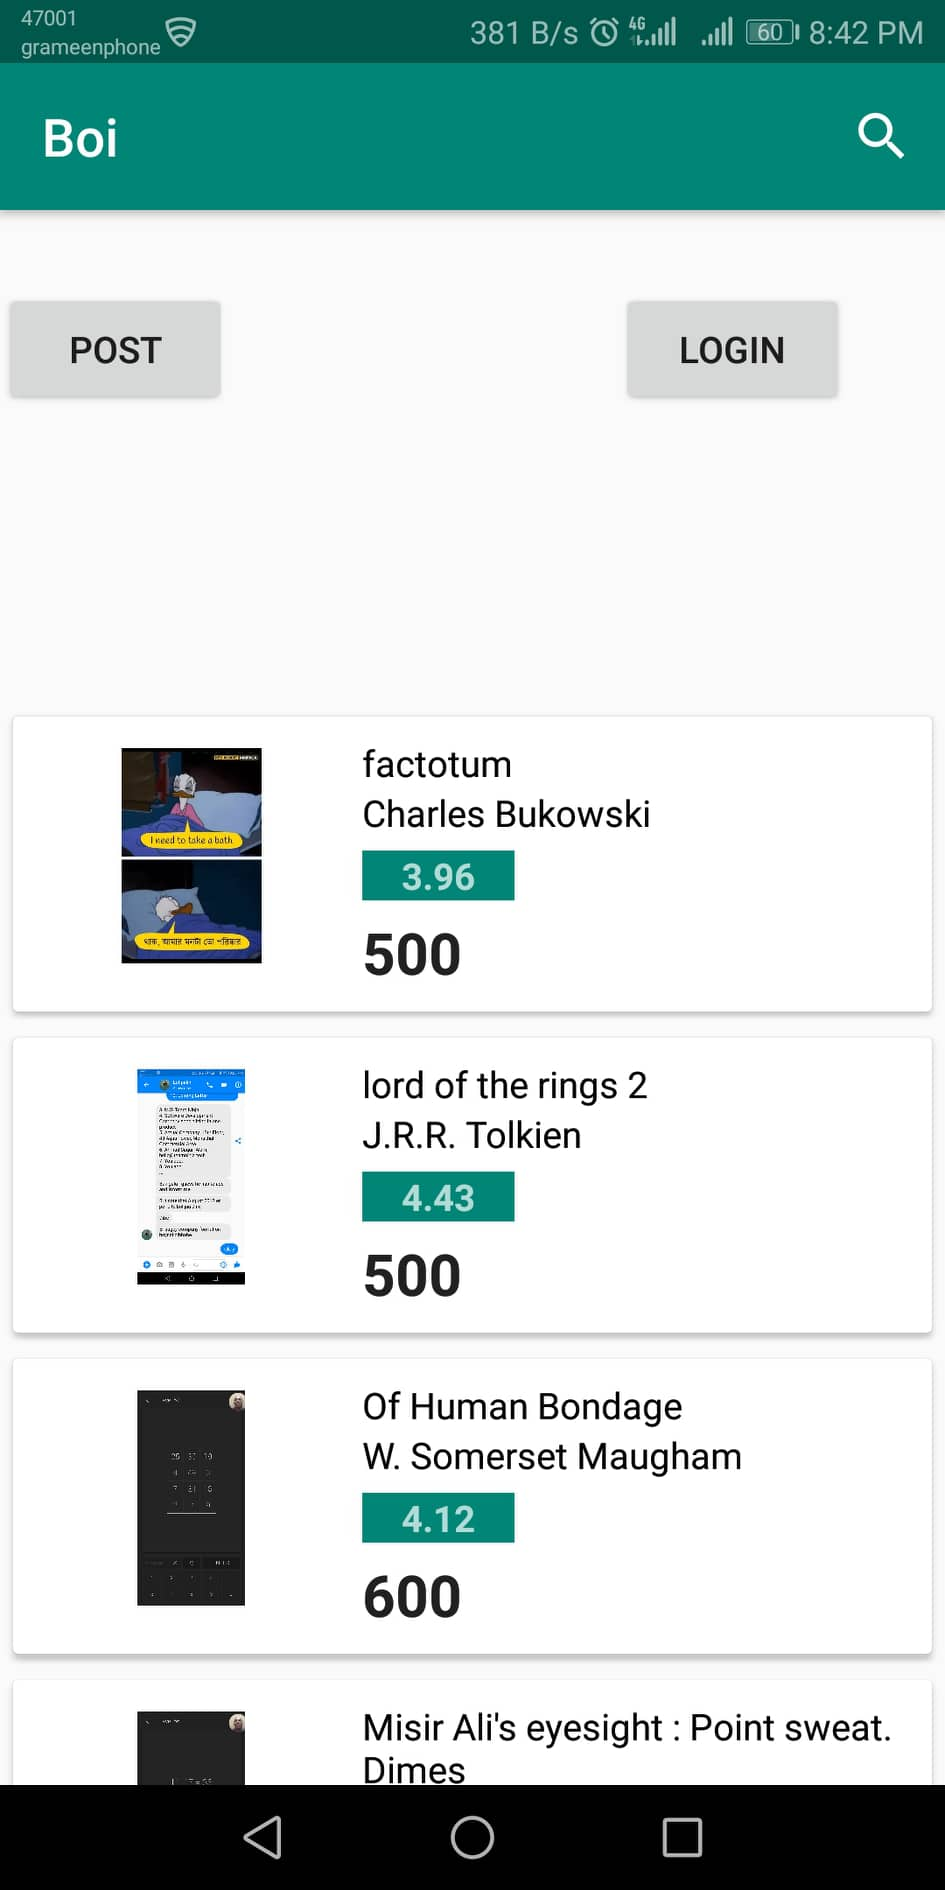 47001
grameenphone
381 B/s 4G 60 8:42 PM
Boi
POST
LOGIN
I need to take a bath
থাক, আমার মনটা তো পরিষ্কার
factotum
Charles Bukowski
3.96
500
lord of the rings 2
J.R.R. Tolkien
4.43
500
Of Human Bondage
W. Somerset Maugham
4.12
600
Misir Ali's eyesight : Point sweat.
Dimes